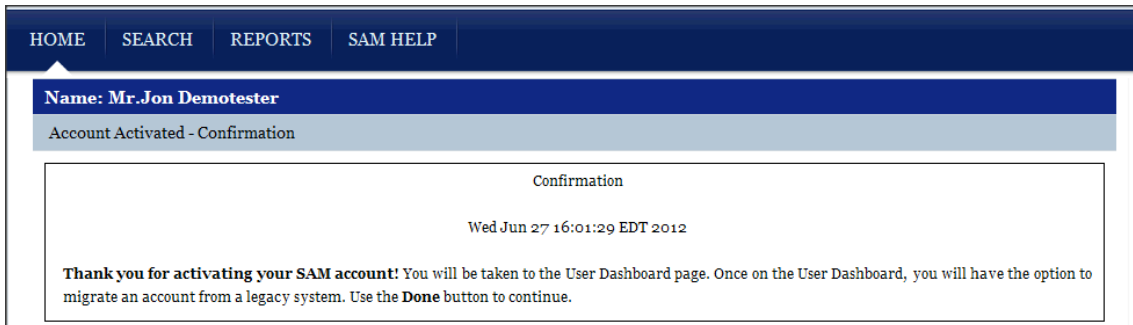 HOME SEARCH REPORTS SAM HELP
Name: Mr.Jon Demotester
Account Activated - Confirmation
Confirmation
Wed Jun 27 16:01:29 EDT 2012
Thank you for activating your SAM account! You will be taken to the User Dashboard page. Once on the User Dashboard, you will have the option to
migrate an account from a legacy system. Use the Done button to continue.